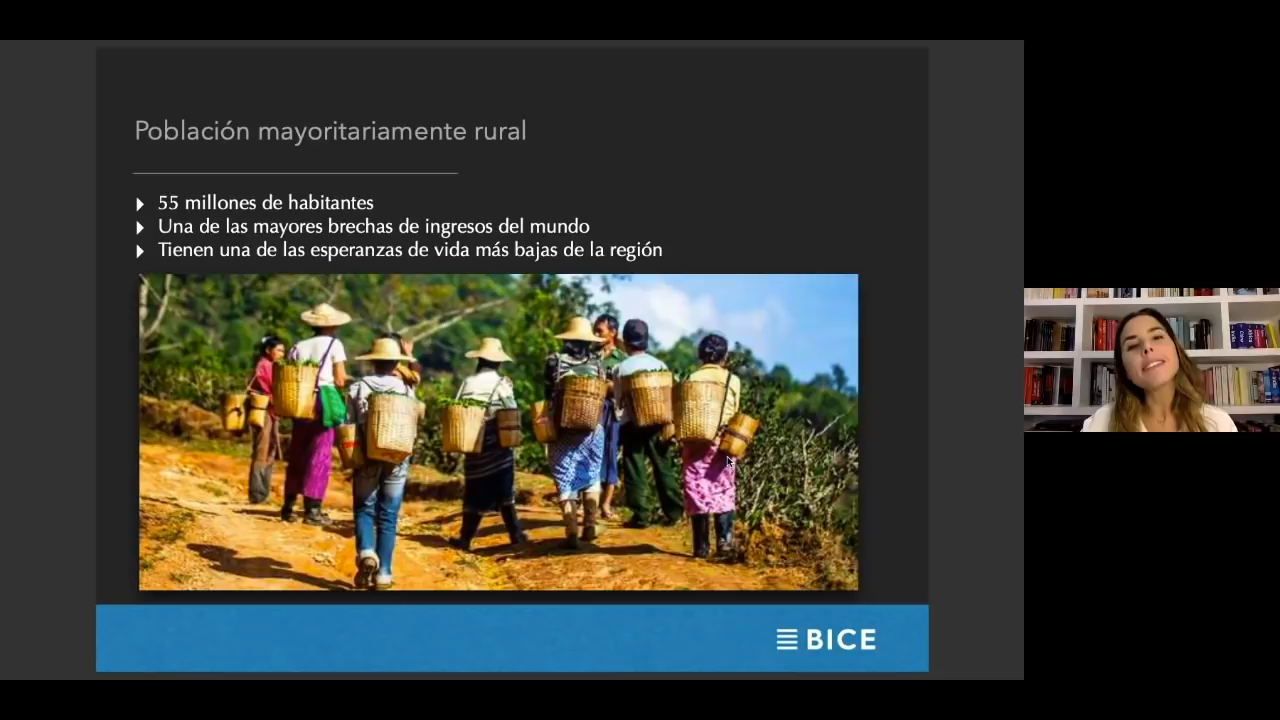 Población mayoritariamente rural
55 millones de habitantes
Una de las mayores brechas de ingresos del mundo
Tienen una de las esperanzas de vida más bajas de la región
BICE